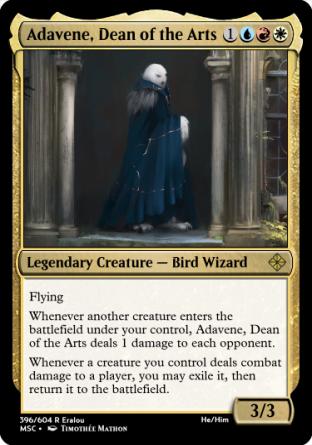 Adavene, Dean of the Arts 1
Legendary Creature — Bird Wizard
Flying
Whenever another creature enters the
battlefield under your control, Adavene, Dean
of the Arts deals 1 damage to each opponent.
Whenever a creature you control deals combat
damage to a player, you may exile it, then
return it to the battlefield.
3/3
396/604 R Eralou He/Him
MSC • Timothée Mathon